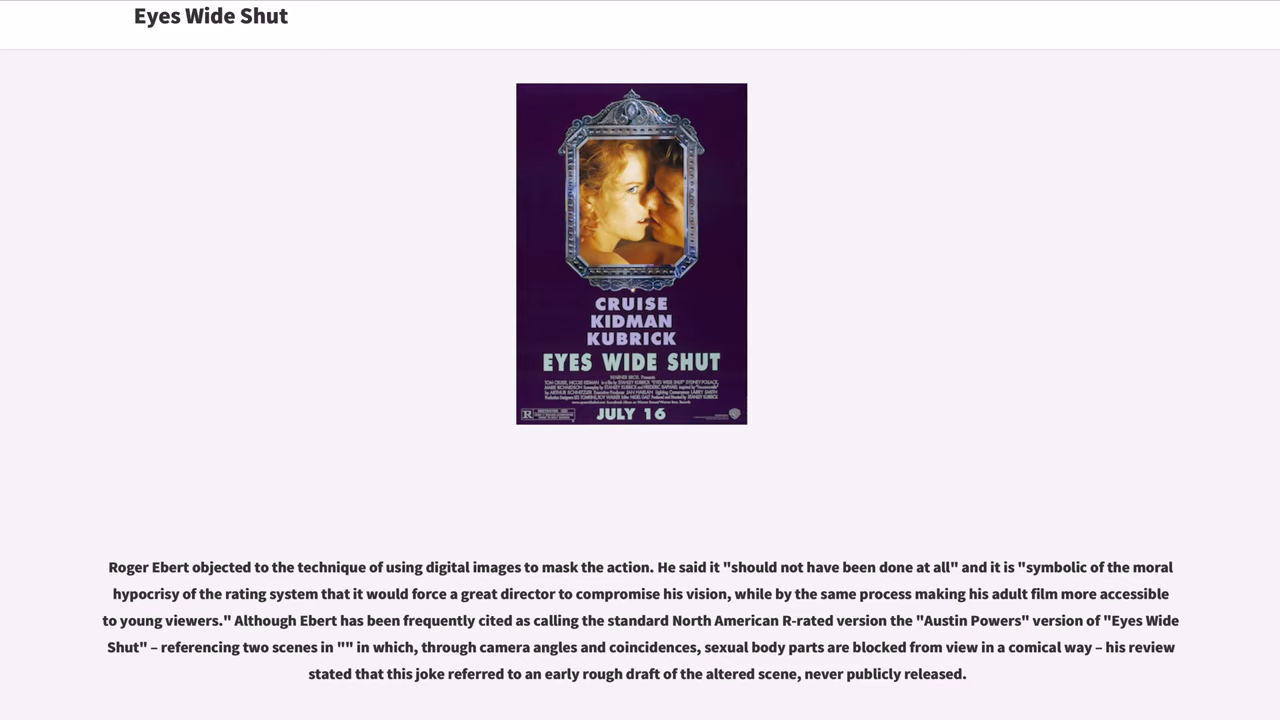 Eyes Wide Shut
CRUISE
KIDMAN
KUBRICK
EYES WIDE SHUT
JULY 16
Roger Ebert objected to the technique of using digital images to mask the action. He said it "should not have been done at all" and it is "symbolic of the moral
hypocrisy of the rating system that it would force a great director to compromise his vision, while by the same process making his adult film more accessible
to young viewers." Although Ebert has been frequently cited as calling the standard North American R-rated version the "Austin Powers" version of "Eyes Wide
Shut" – referencing two scenes in "" in which, through camera angles and coincidences, sexual body parts are blocked from view in a comical way – his review
stated that this joke referred to an early rough draft of the altered scene, never publicly released.